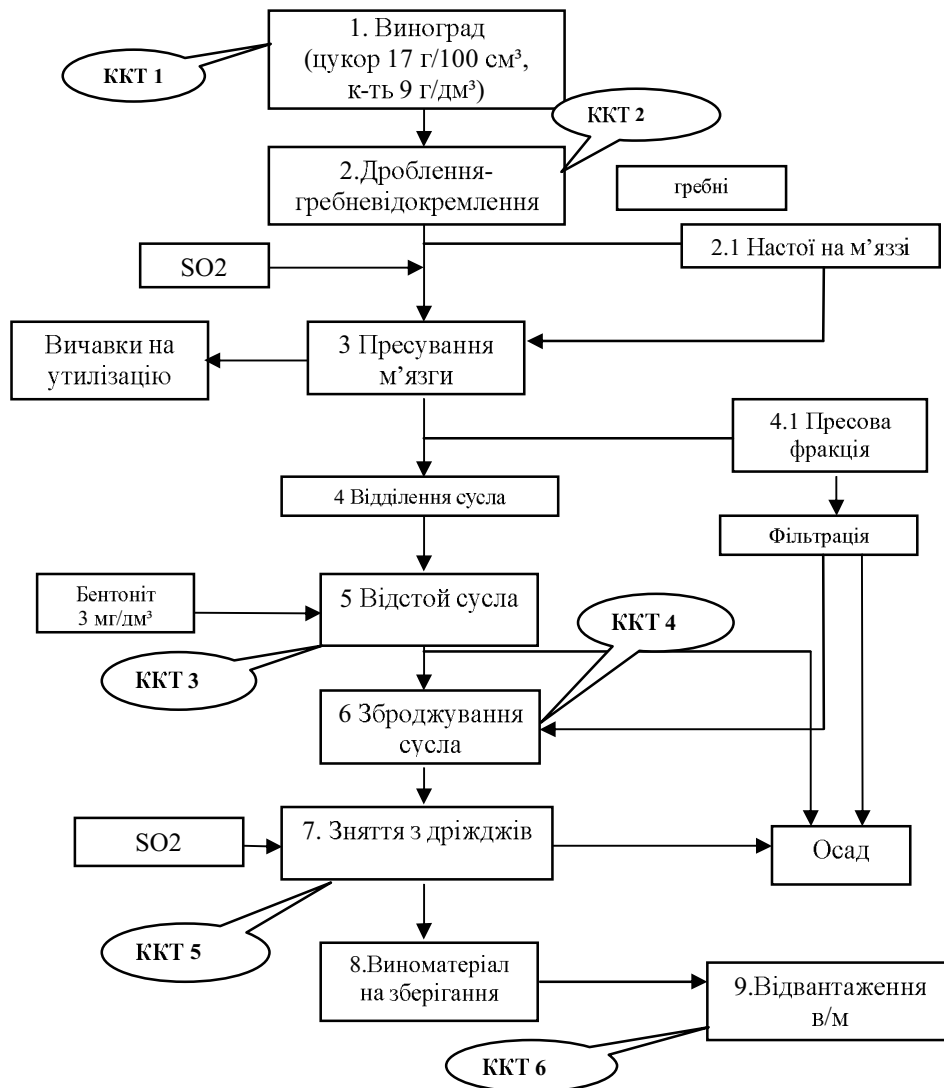 1. Виноград
(цукор 17 г/100 см³,
к-ть 9 г/дм³)
ККТ 1
ККТ 2
2.Дроблення-
гребневідокремлення
гребні
2.1 Настої на м’яззі
SO2
Вичавки на
утилізацію
3 Пресування
м’язги
4.1 Пресова
фракція
4 Відділення сусла
Фільтрація
Бентоніт
3 мг/дм³
5 Відстой сусла
ККТ 4
ККТ 3
6 Зброджування
сусла
SO2
7. Зняття з дріжджів
Осад
ККТ 5
8.Виноматеріал
на зберігання
9.Відвантаження
в/м
ККТ 6